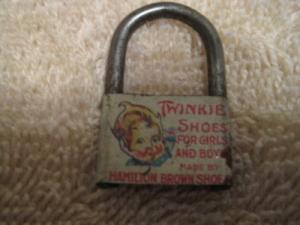 TWINKIE
SHOES
FOR GIRLS
AND BOYS
MADE BY
HAMILTON BROWN SHOE